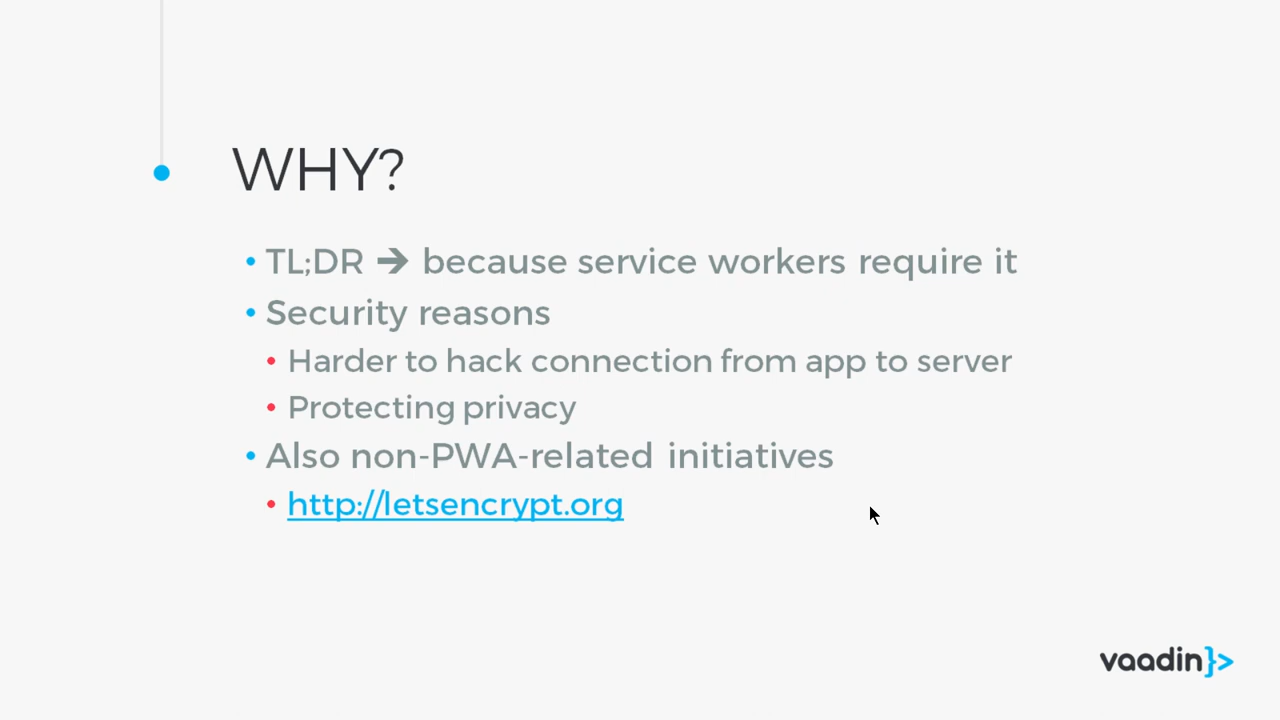 WHY?
• TL;DR ➔ because service workers require it
• Security reasons
• Harder to hack connection from app to server
• Protecting privacy
• Also non-PWA-related initiatives
• http://letsencrypt.org
vaadin}>